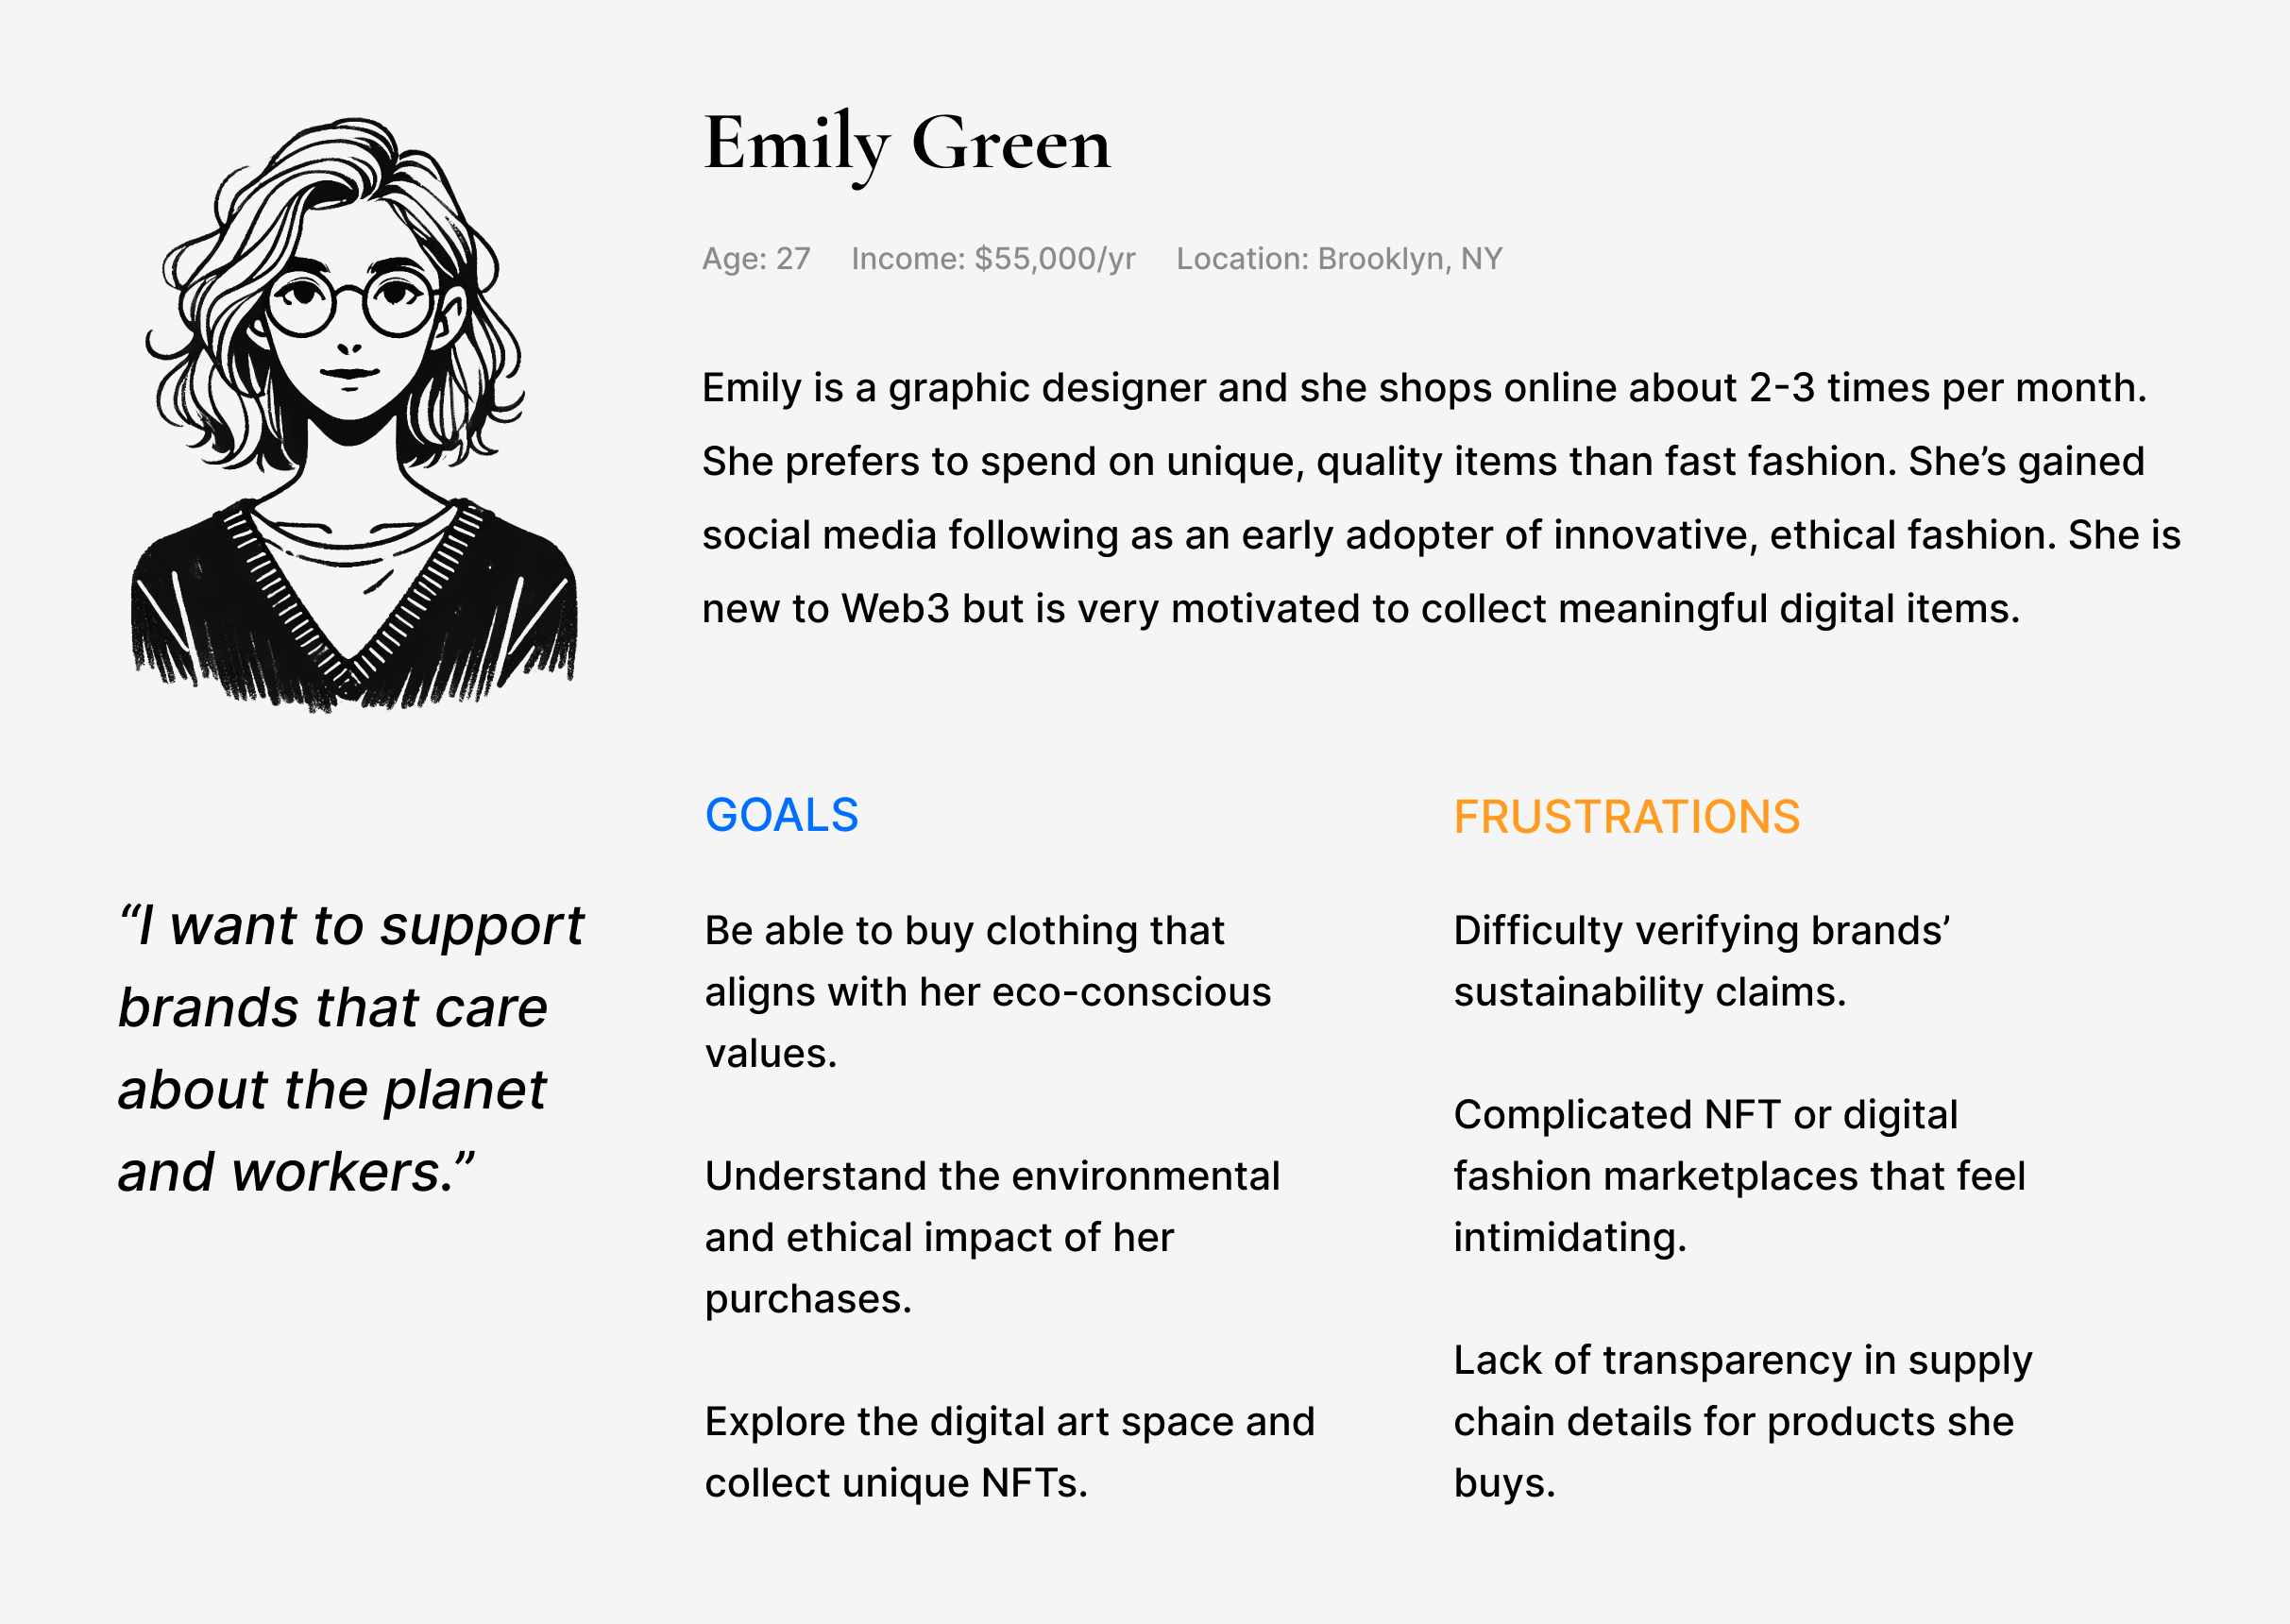 Emily Green
Age: 27 Income: $55,000/yr Location: Brooklyn, NY
Emily is a graphic designer and she shops online about 2-3 times per month.
She prefers to spend on unique, quality items than fast fashion. She’s gained
social media following as an early adopter of innovative, ethical fashion. She is
new to Web3 but is very motivated to collect meaningful digital items.
“I want to support
brands that care
about the planet
and workers.”
GOALS
Be able to buy clothing that
aligns with her eco-conscious
values.
Understand the environmental
and ethical impact of her
purchases.
Explore the digital art space and
collect unique NFTs.
FRUSTRATIONS
Difficulty verifying brands’
sustainability claims.
Complicated NFT or digital
fashion marketplaces that feel
intimidating.
Lack of transparency in supply
chain details for products she
buys.